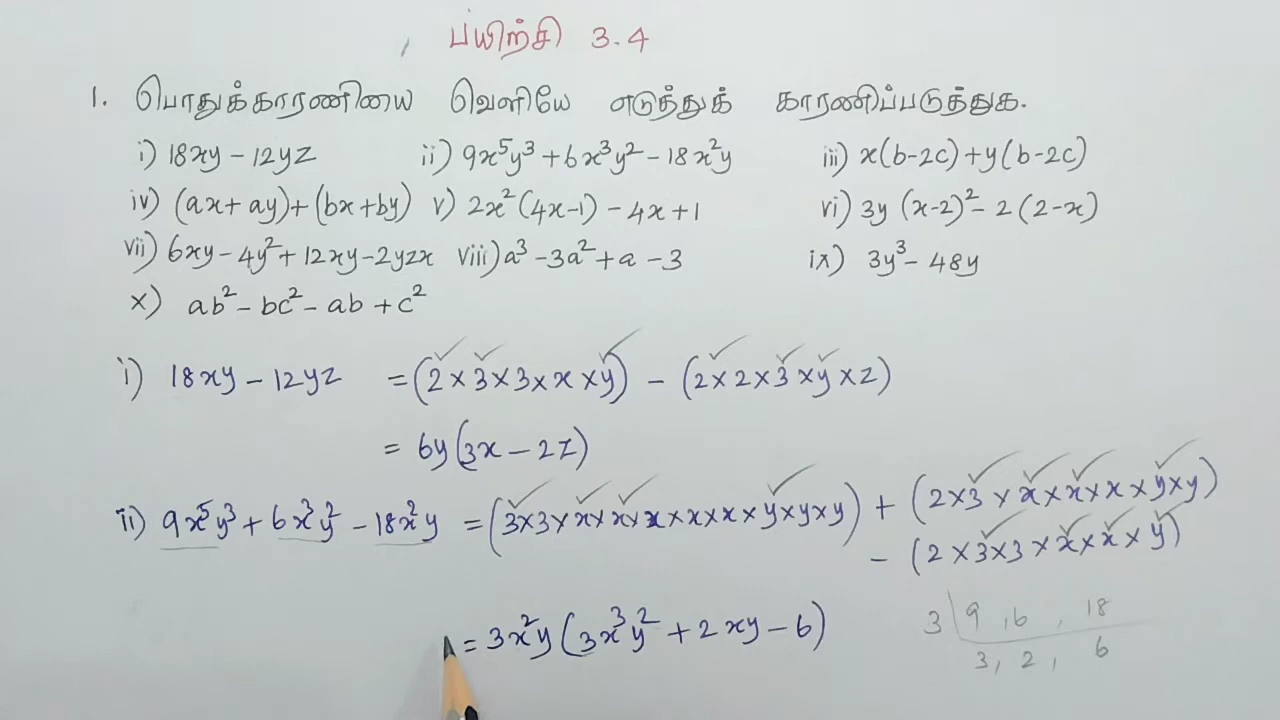 பயிற்சி 3.4
1. பொதுக்காரணியை வெளியே எடுத்துக் காரணிப்படுத்துக.
i) 18xy - 12yz ii) 9x⁵y³ + 6x³y² - 18x²y iii) x(b-2c) + y(b-2c)
iv) (ax + ay) + (bx + by) v) 2x²(4x-1) - 4x + 1 vi) 3y (x-2)² - 2(2-x)
vii) 6xy - 4y² + 12xy - 2yzx viii) a³ - 3a² + a - 3 ix) 3y³ - 48y
x) ab² - bc² - ab + c²
i) 18xy - 12yz = (2 × 3 × 3 × x × y) - (2 × 2 × 3 × y × z)
= 6y (3x - 2z)
ii) 9x⁵y³ + 6x³y² - 18x²y = (3 × 3 × x × x × x × x × x × y × y × y) + (2 × 3 × x × x × x × y × y)
- (2 × 3 × 3 × x × x × y)
= 3x²y (3x³y² + 2xy - 6)
3 | 9, 6, 18
3, 2, 6